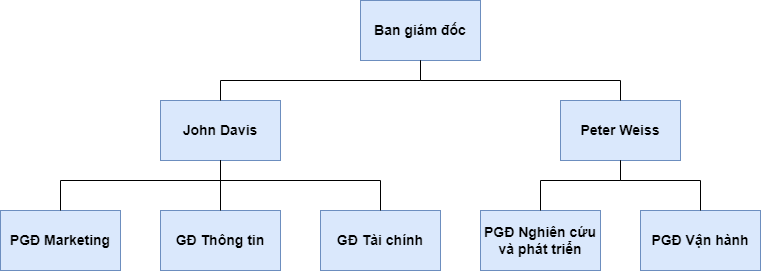 Ban giám đốc
John Davis
Peter Weiss
PGĐ Marketing
GĐ Thông tin
GĐ Tài chính
PGĐ Nghiên cứu
và phát triển
PGĐ Vận hành